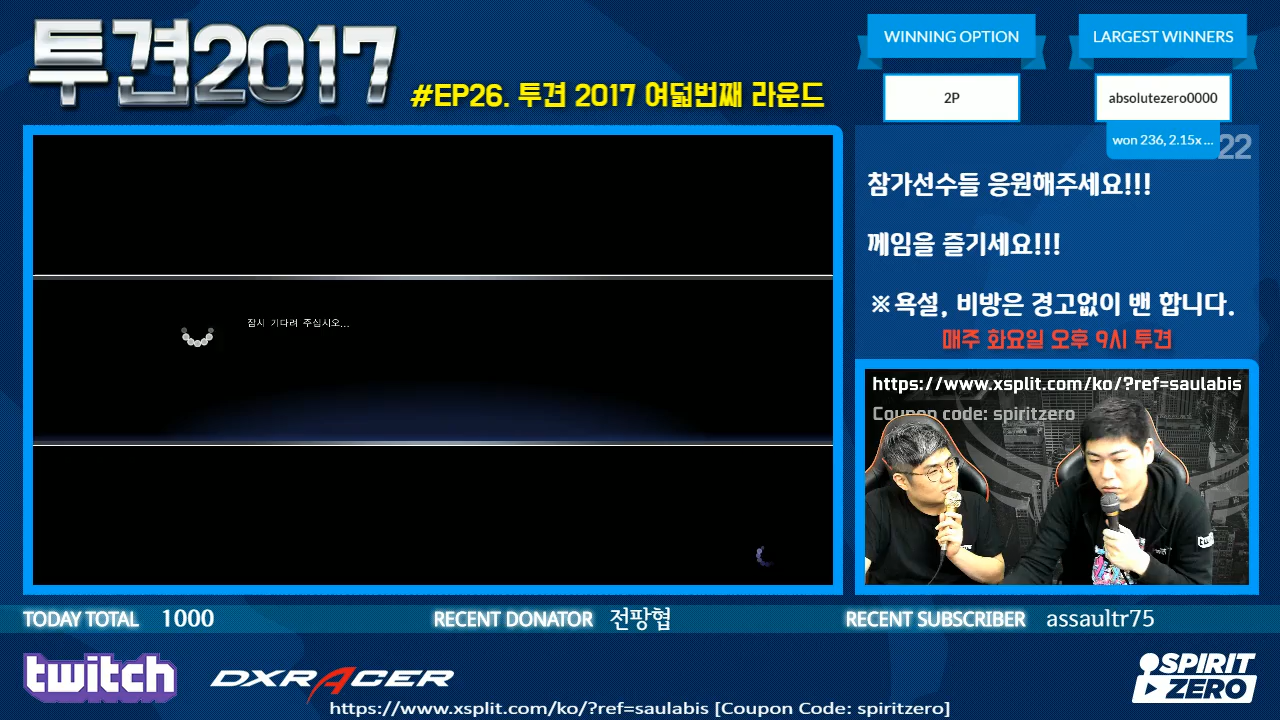 투견2017
#EP26. 투견 2017 여덟번째 라운드
WINNING OPTION
2P
LARGEST WINNERS
absolutezero0000
won 236, 2.15x ...
22
참가선수들 응원해주세요!!!
께임을 즐기세요!!!
※욕설, 비방은 경고없이 밴 합니다.
매주 화요일 오후 9시 투견
잠시 기다려 주십시오...
https://www.xsplit.com/ko/?ref=saulabis
Coupon code: spiritzero
TODAY TOTAL 1000
RECENT DONATOR 전팡협
RECENT SUBSCRIBER assaultr75
twitch
DXRACER
SPIRIT
ZERO
https://www.xsplit.com/ko/?ref=saulabis [Coupon Code: spiritzero]